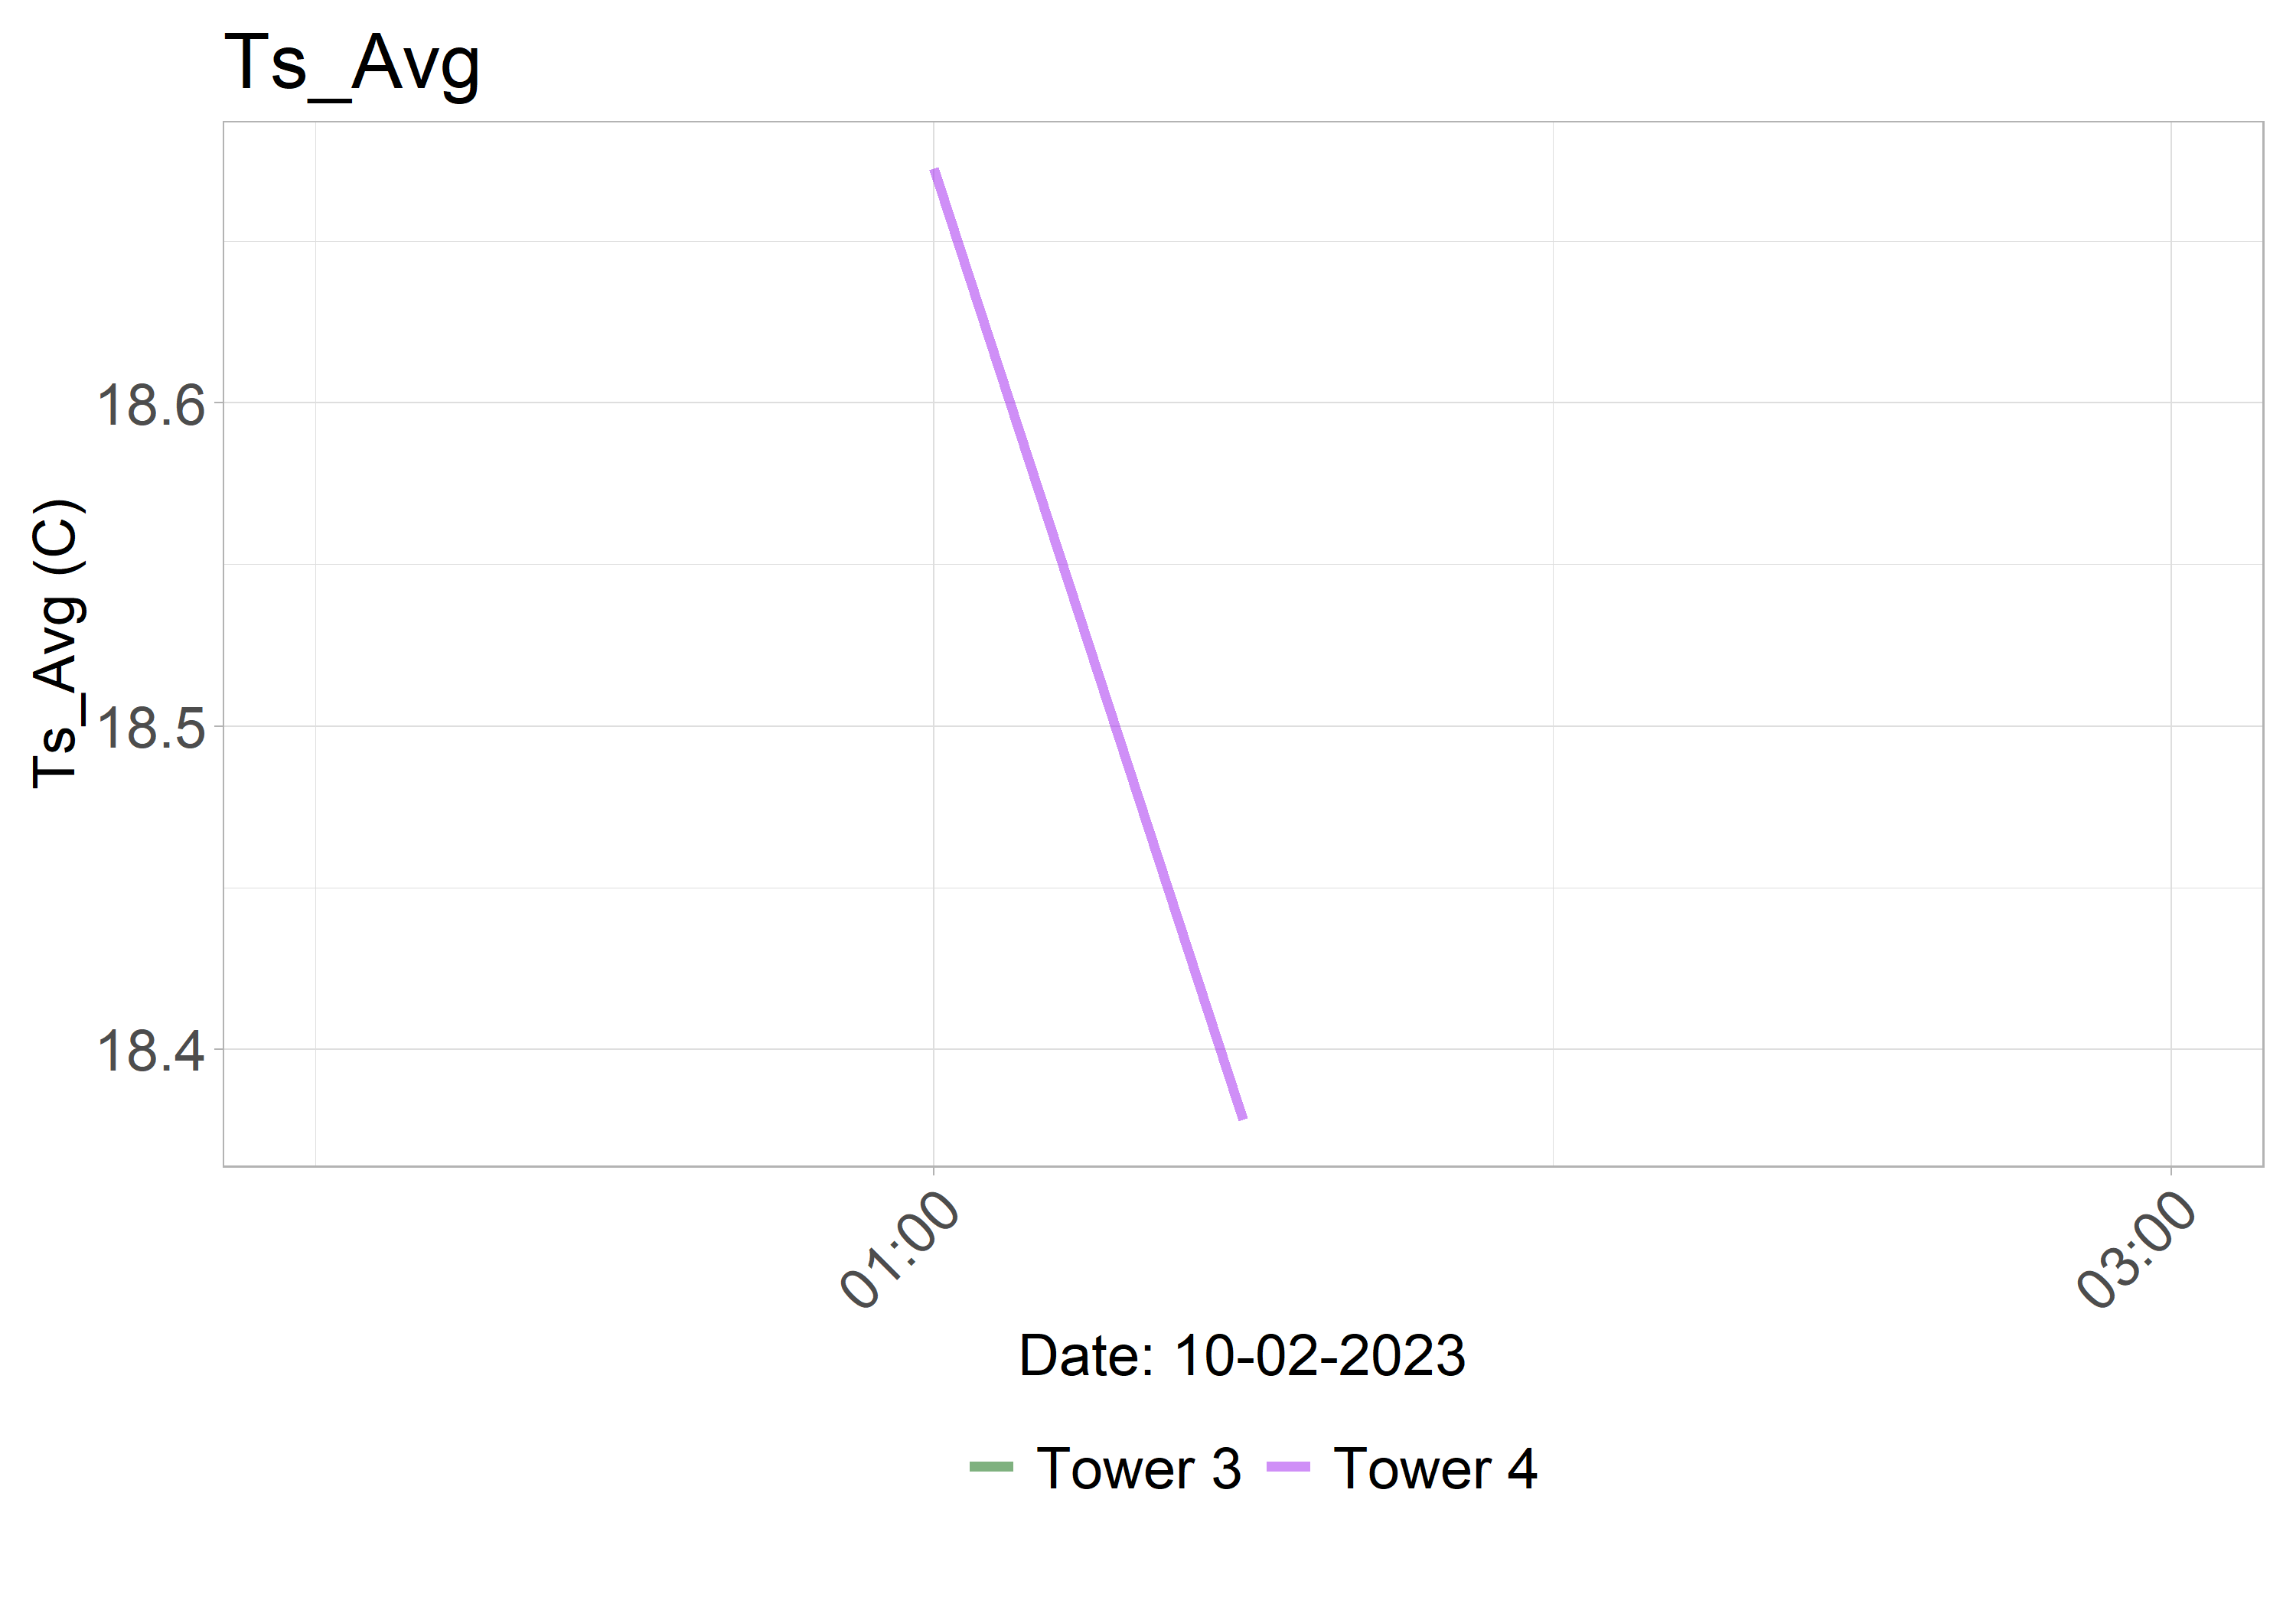 Ts_Avg
Ts_Avg (C)
18.6
18.5
18.4
01:00
03:00
Date: 10-02-2023
Tower 3
Tower 4